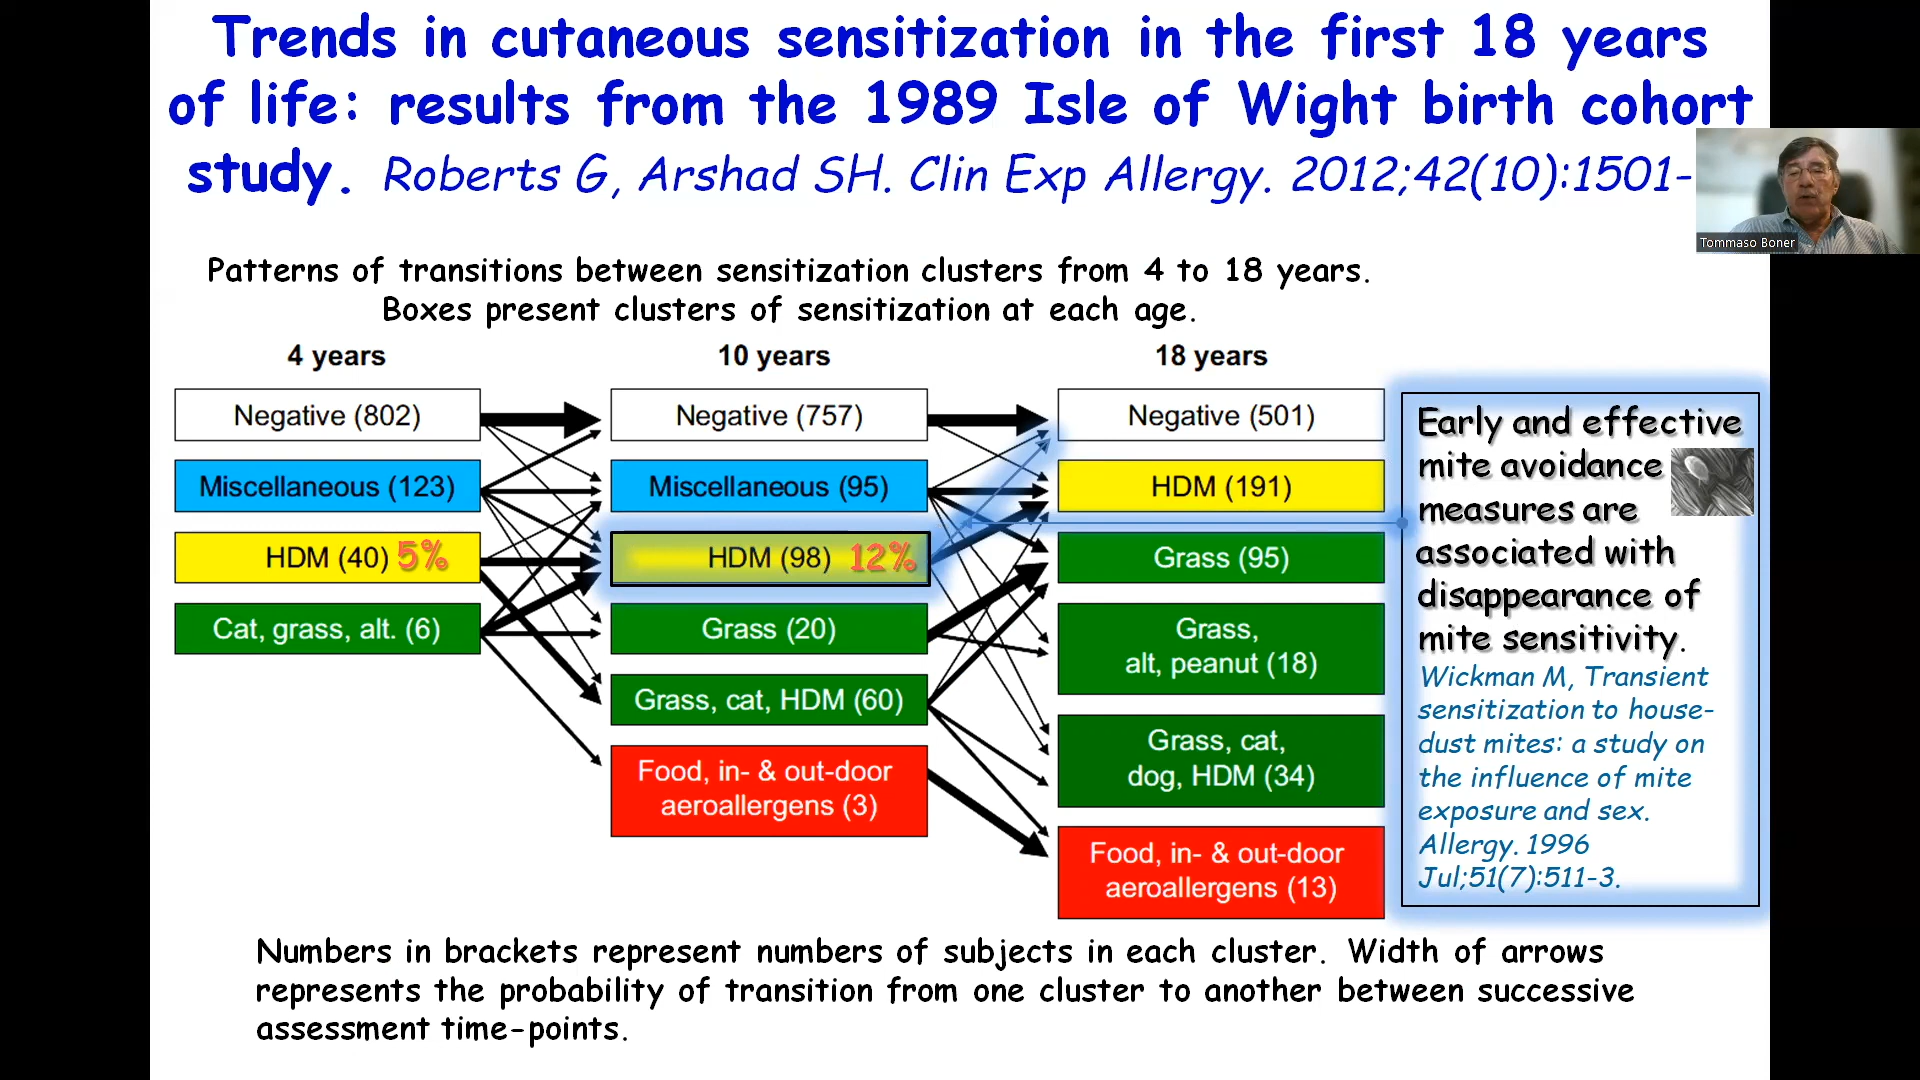 Trends in cutaneous sensitization in the first 18 years
of life: results from the 1989 Isle of Wight birth cohort
study. Roberts G, Arshad SH. Clin Exp Allergy. 2012;42(10):1501-
Tommaso Boner
Patterns of transitions between sensitization clusters from 4 to 18 years.
Boxes present clusters of sensitization at each age.
4 years
10 years
18 years
Negative (802)
Miscellaneous (123)
HDM (40) 5%
Cat, grass, alt. (6)
Negative (757)
Miscellaneous (95)
HDM (98) 12%
Grass (20)
Grass, cat, HDM (60)
Food, in- & out-door
aeroallergens (3)
Negative (501)
HDM (191)
Grass (95)
Grass,
alt, peanut (18)
Grass, cat,
dog, HDM (34)
Food, in- & out-door
aeroallergens (13)
Early and effective
mite avoidance
measures are
associated with
disappearance of
mite sensitivity.
Wickman M, Transient
sensitization to house-
dust mites: a study on
the influence of mite
exposure and sex.
Allergy. 1996
Jul;51(7):511-3.
Numbers in brackets represent numbers of subjects in each cluster. Width of arrows
represents the probability of transition from one cluster to another between successive
assessment time-points.